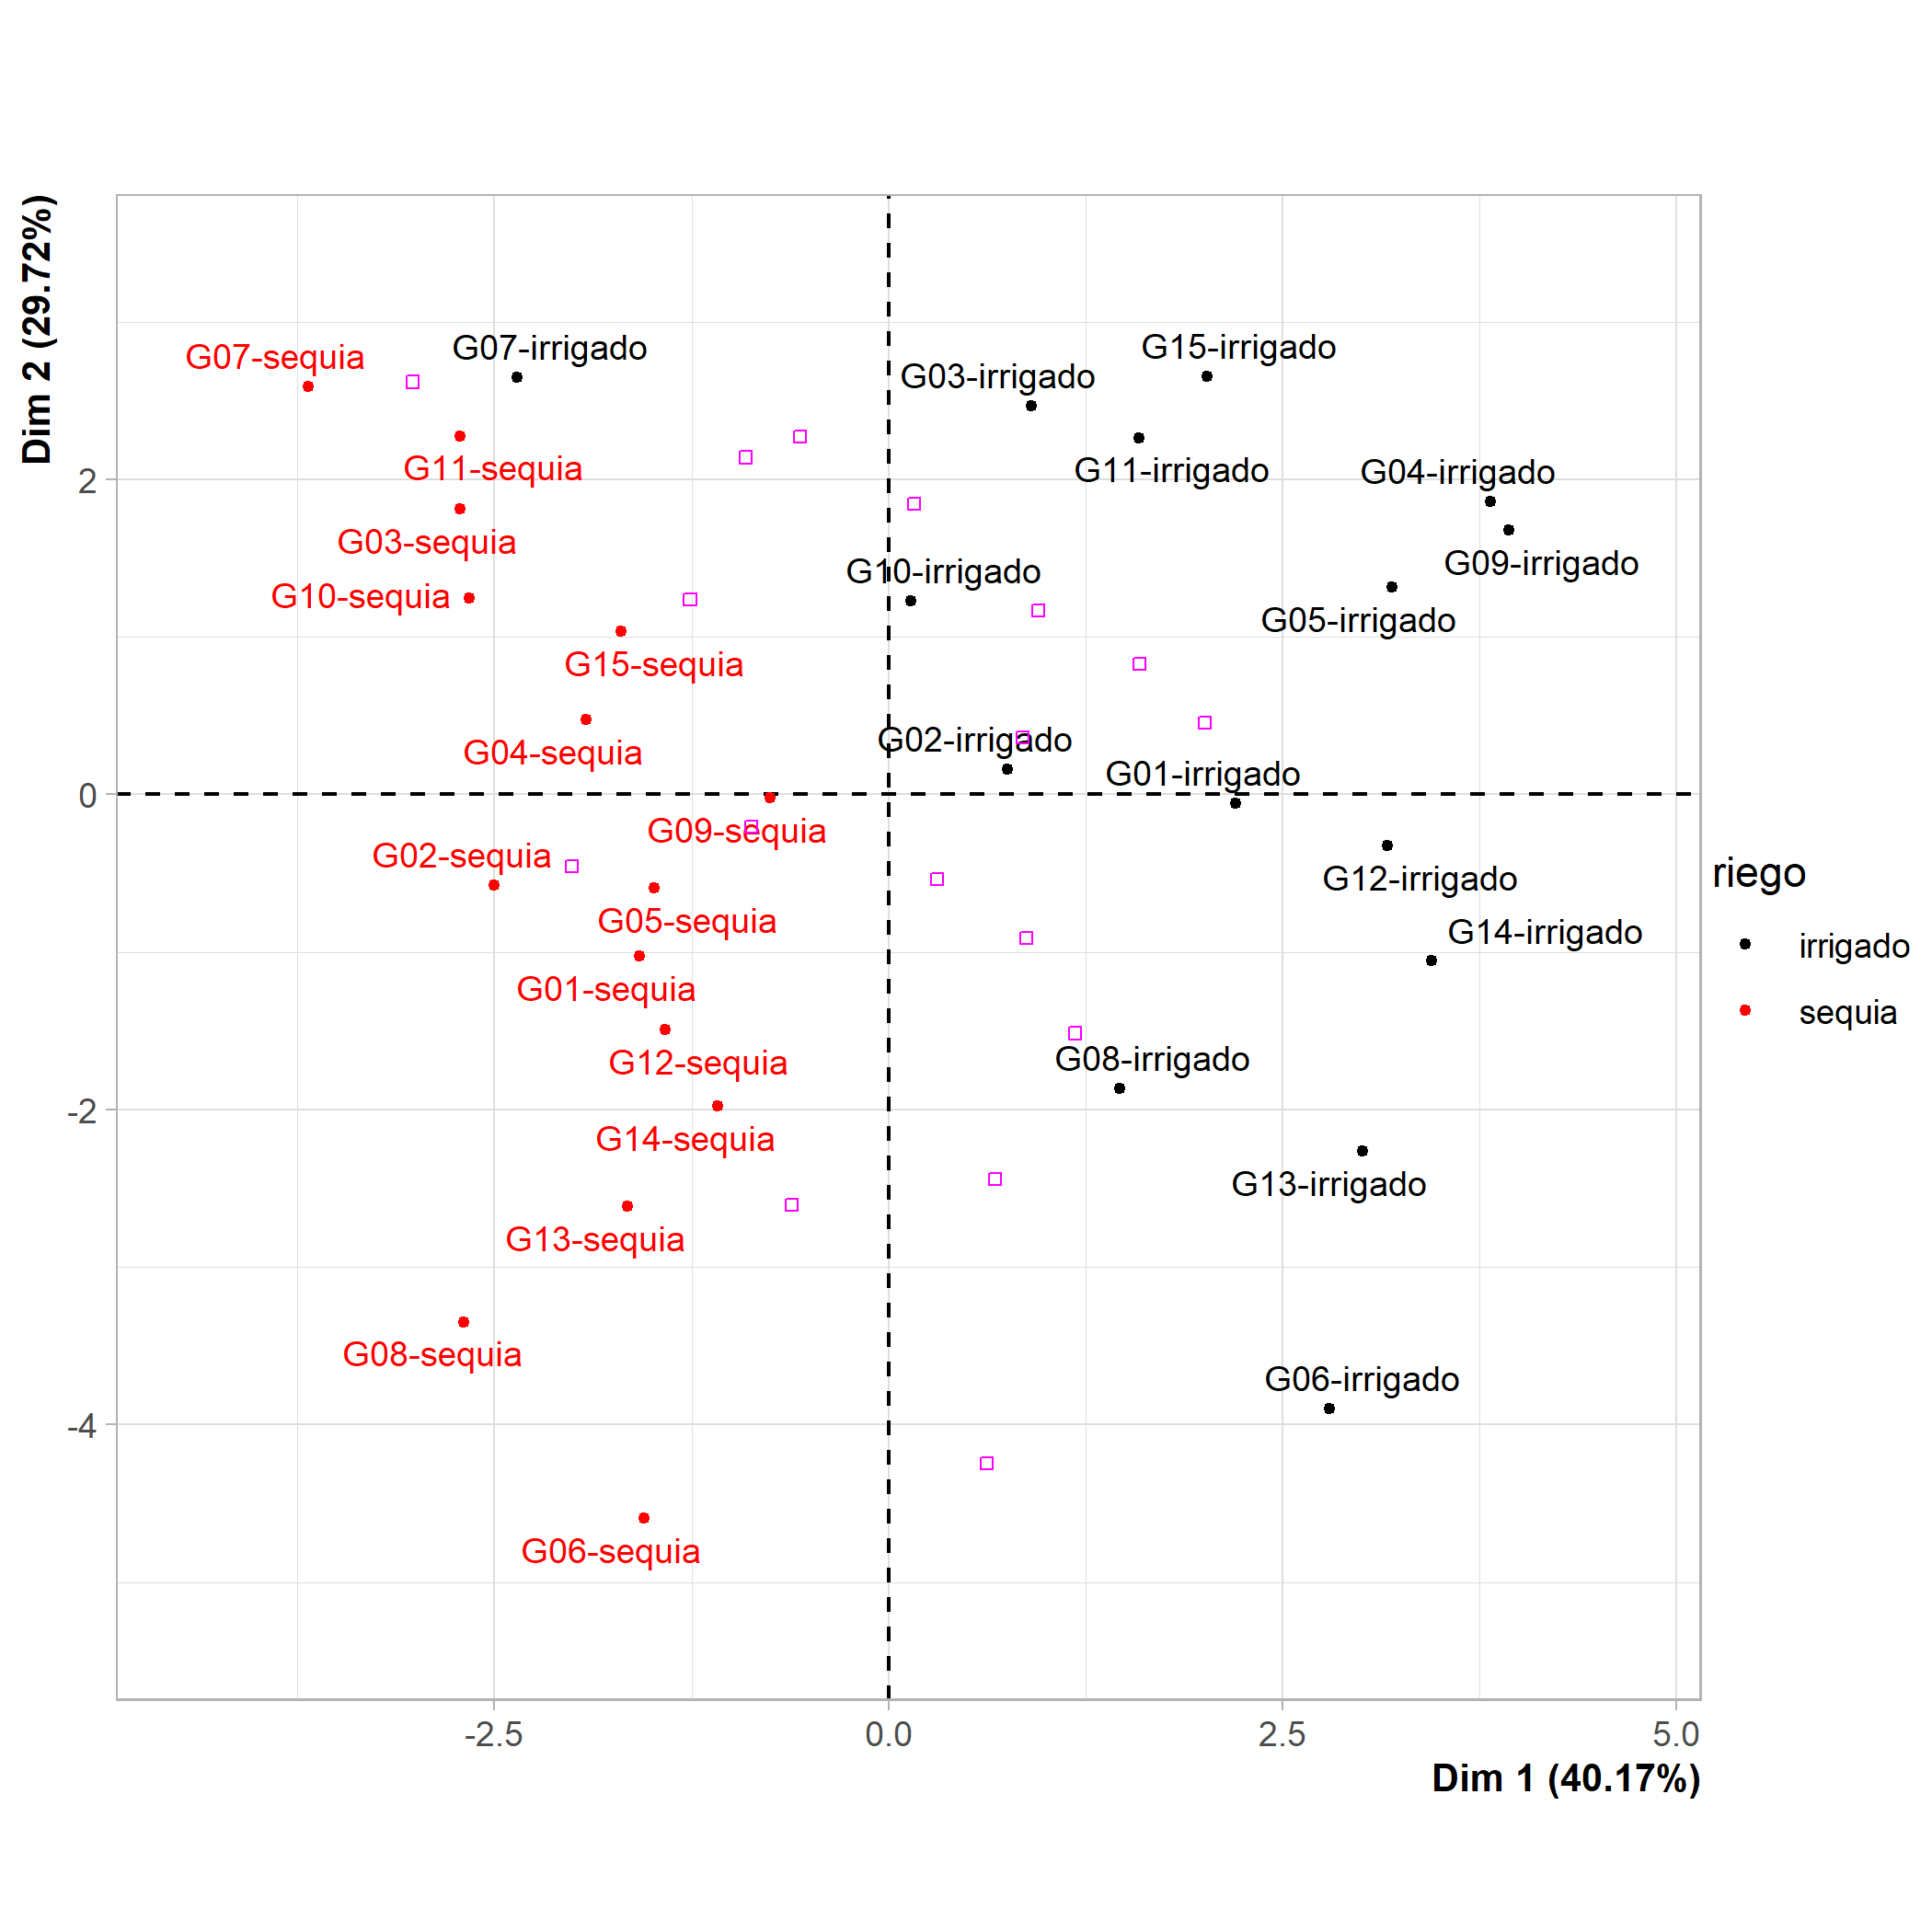 Dim 2 (29.72%)
G07-sequia
G07-irrigado
G15-irrigado
G03-irrigado
G11-sequia
G11-irrigado
G04-irrigado
2
G03-sequia
G10-irrigado
G09-irrigado
G10-sequia
G05-irrigado
G15-sequia
G04-sequia
G02-irrigado
G01-irrigado
0
G09-sequia
G02-sequia
G12-irrigado
G05-sequia
G14-irrigado
G01-sequia
G12-sequia
G08-irrigado
-2
G14-sequia
G13-irrigado
G13-sequia
G08-sequia
G06-irrigado
-4
G06-sequia
-2.5
0.0
2.5
5.0
Dim 1 (40.17%)
riego
irrigado
sequia